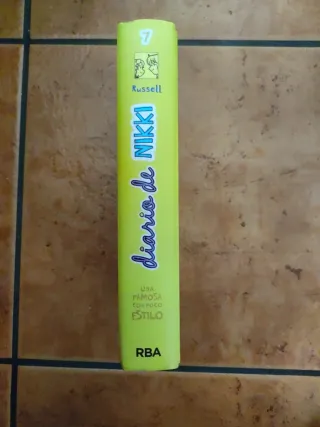 7
Russell
diario de NIKKI
UNA
FAMOSA
CON POCO
ESTILO
RBA